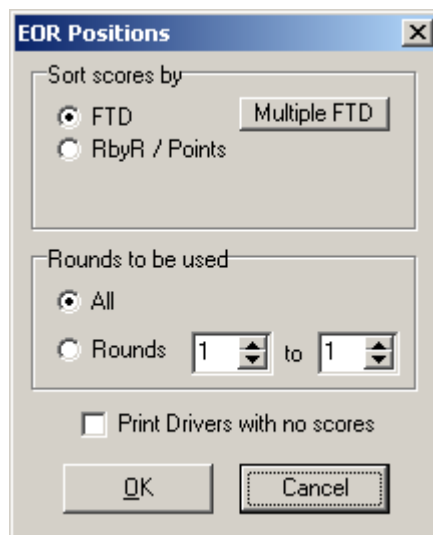 EOR Positions
Sort scores by
FTD
Multiple FTD
RbyR / Points
Rounds to be used
All
Rounds 1 to 1
Print Drivers with no scores
OK Cancel